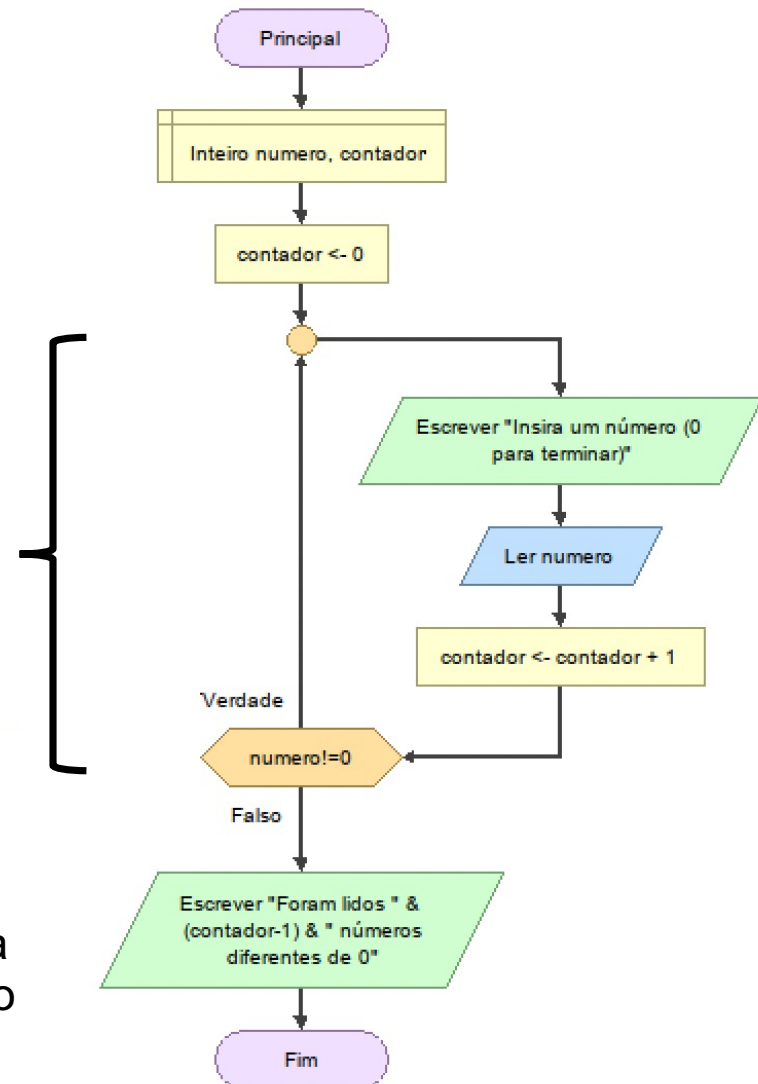 Principal
Inteiro numero, contador
contador <- 0
Escrever "Insira um número (0
para terminar)"
Ler numero
contador <- contador + 1
Verdade
numero!=0
Falso
Escrever "Foram lidos " &
(contador-1) & " números
diferentes de 0"
Fim